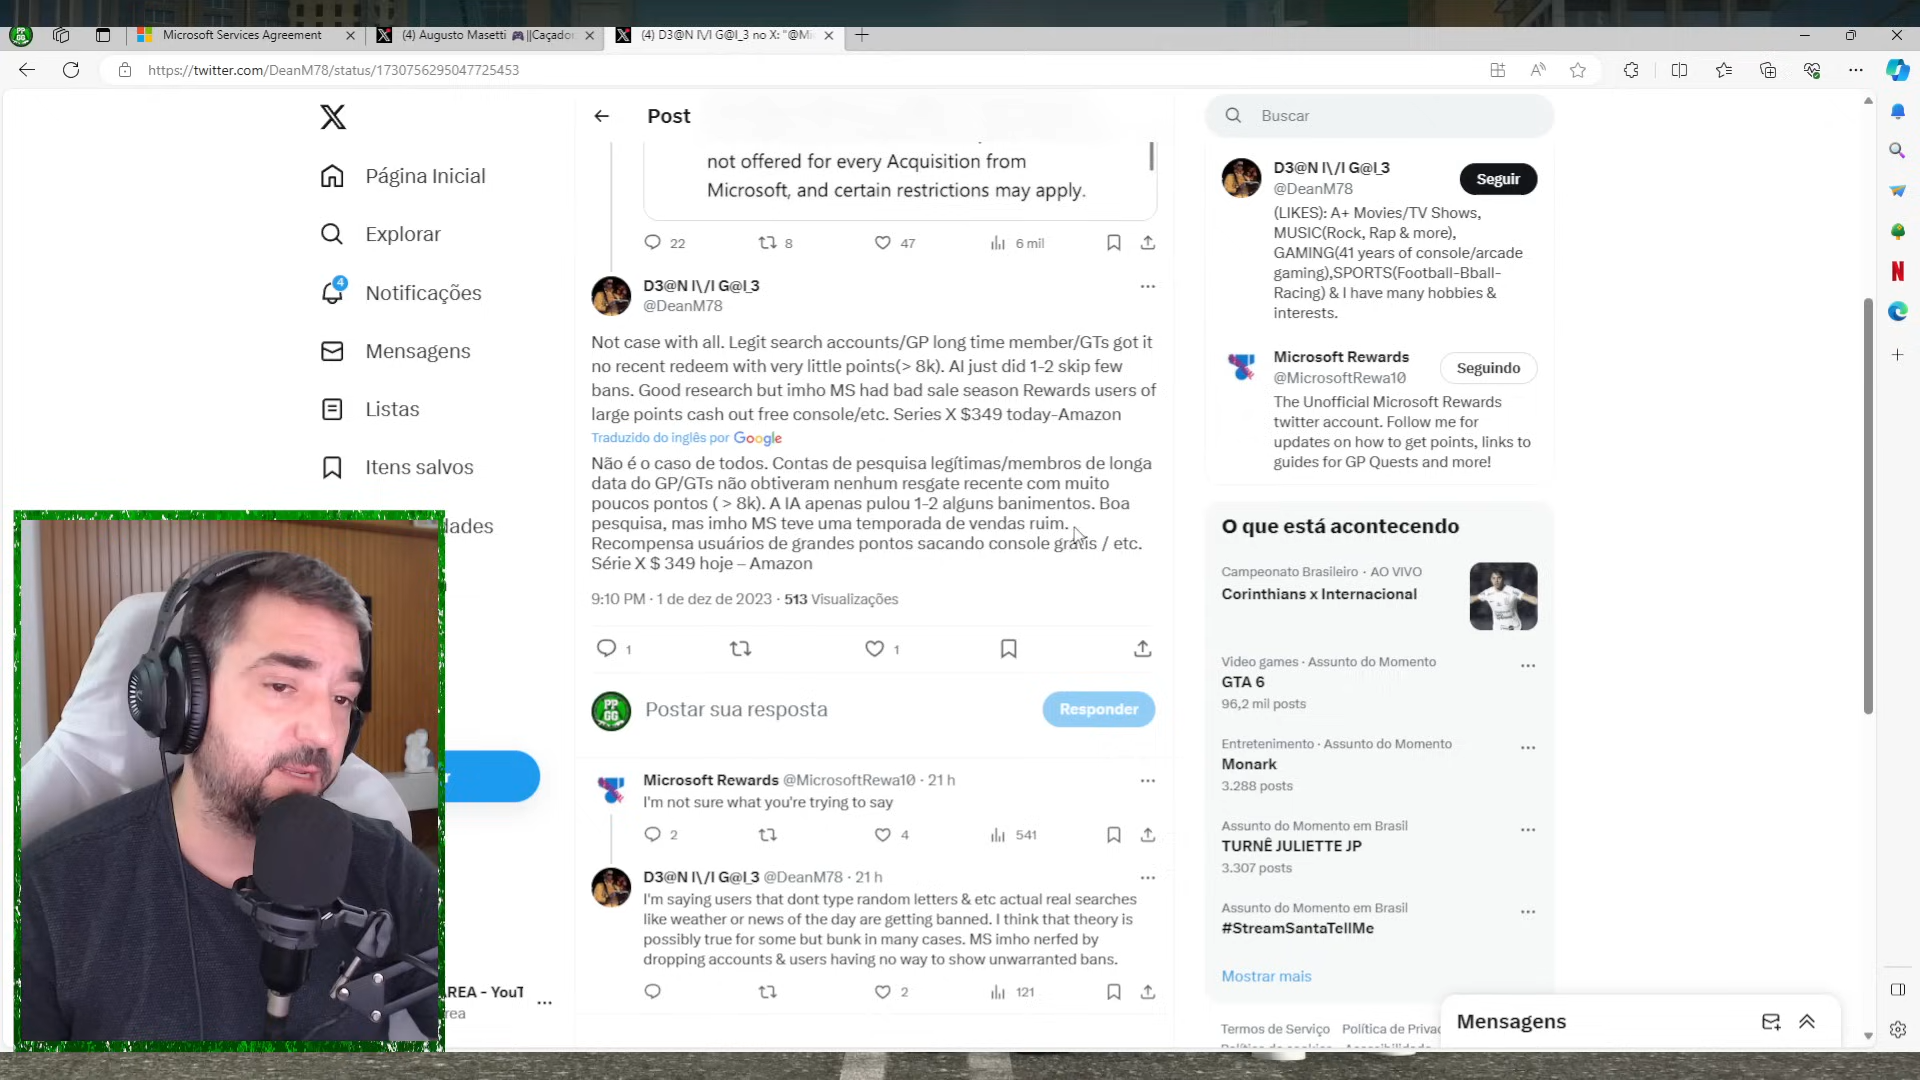 Microsoft Services Agreement
(4) Augusto Masetti 🎮||Caçador
(4) D3@N I\/I G@l_3 no X: "@Mi
https://twitter.com/DeanM78/status/1730756295047725453
Página Inicial
Explorar
4
Notificações
Mensagens
Listas
Itens salvos
Post
not offered for every Acquisition from
Microsoft, and certain restrictions may apply.
22
8
47
6 mil
D3@N I\/I G@l_3
@DeanM78
Not case with all. Legit search accounts/GP long time member/GTs got it
no recent redeem with very little points(> 8k). AI just did 1-2 skip few
bans. Good research but imho MS had bad sale season Rewards users of
large points cash out free console/etc. Series X $349 today-Amazon
Traduzido do inglês por Google
Não é o caso de todos. Contas de pesquisa legítimas/membros de longa
data do GP/GTs não obtiveram nenhum resgate recente com muito
poucos pontos ( > 8k). A IA apenas pulou 1-2 alguns banimentos. Boa
pesquisa, mas imho MS teve uma temporada de vendas ruim.
Recompensa usuários de grandes pontos sacando console grátis / etc.
Série X $ 349 hoje – Amazon
9:10 PM · 1 de dez de 2023 · 513 Visualizações
1
1
PP
GG
Postar sua resposta
Responder
Microsoft Rewards @MicrosoftRewa10 · 21 h
I'm not sure what you're trying to say
2
4
541
D3@N I\/I G@l_3 @DeanM78 · 21 h
I'm saying users that dont type random letters & etc actual real searches
like weather or news of the day are getting banned. I think that theory is
possibly true for some but bunk in many cases. MS imho nerfed by
dropping accounts & users having no way to show unwarranted bans.
2
121
Buscar
D3@N I\/I G@l_3
@DeanM78
Seguir
(LIKES): A+ Movies/TV Shows,
MUSIC(Rock, Rap & more),
GAMING(41 years of console/arcade
gaming),SPORTS(Football-Bball-
Racing) & I have many hobbies &
interests.
Microsoft Rewards
@MicrosoftRewa10
Seguindo
The Unofficial Microsoft Rewards
twitter account. Follow me for
updates on how to get points, links to
guides for GP Quests and more!
O que está acontecendo
Campeonato Brasileiro · AO VIVO
Corinthians x Internacional
Video games · Assunto do Momento
GTA 6
96,2 mil posts
Entretenimento · Assunto do Momento
Monark
3.288 posts
Assunto do Momento em Brasil
TURNÊ JULIETTE JP
3.307 posts
Assunto do Momento em Brasil
#StreamSantaTellMe
Mostrar mais
Termos de Serviço Política de Privac
Mensagens